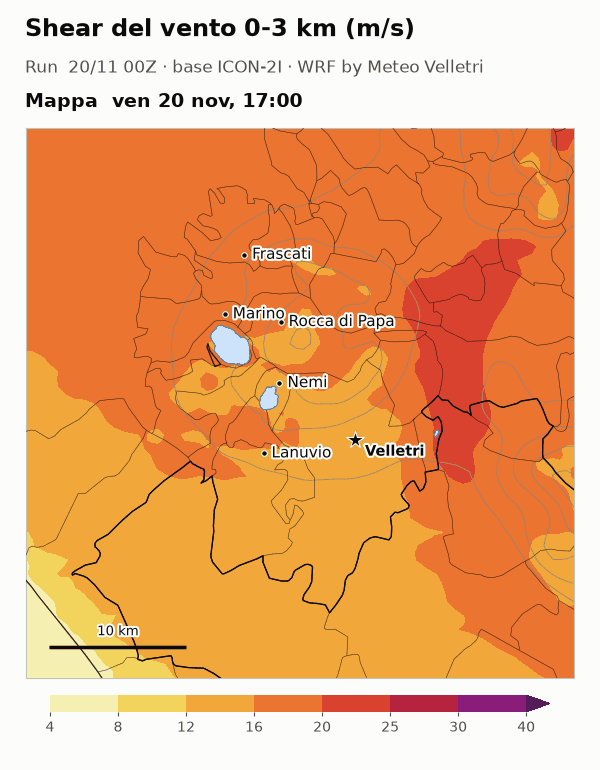 Shear del vento 0-3 km (m/s)
Run  20/11 00Z · base ICON-2I · WRF by Meteo Velletri
Mappa  ven 20 nov, 17:00
Frascati
Marino
Rocca di Papa
Nemi
Velletri
Lanuvio
10 km
4 8 12 16 20 25 30 40